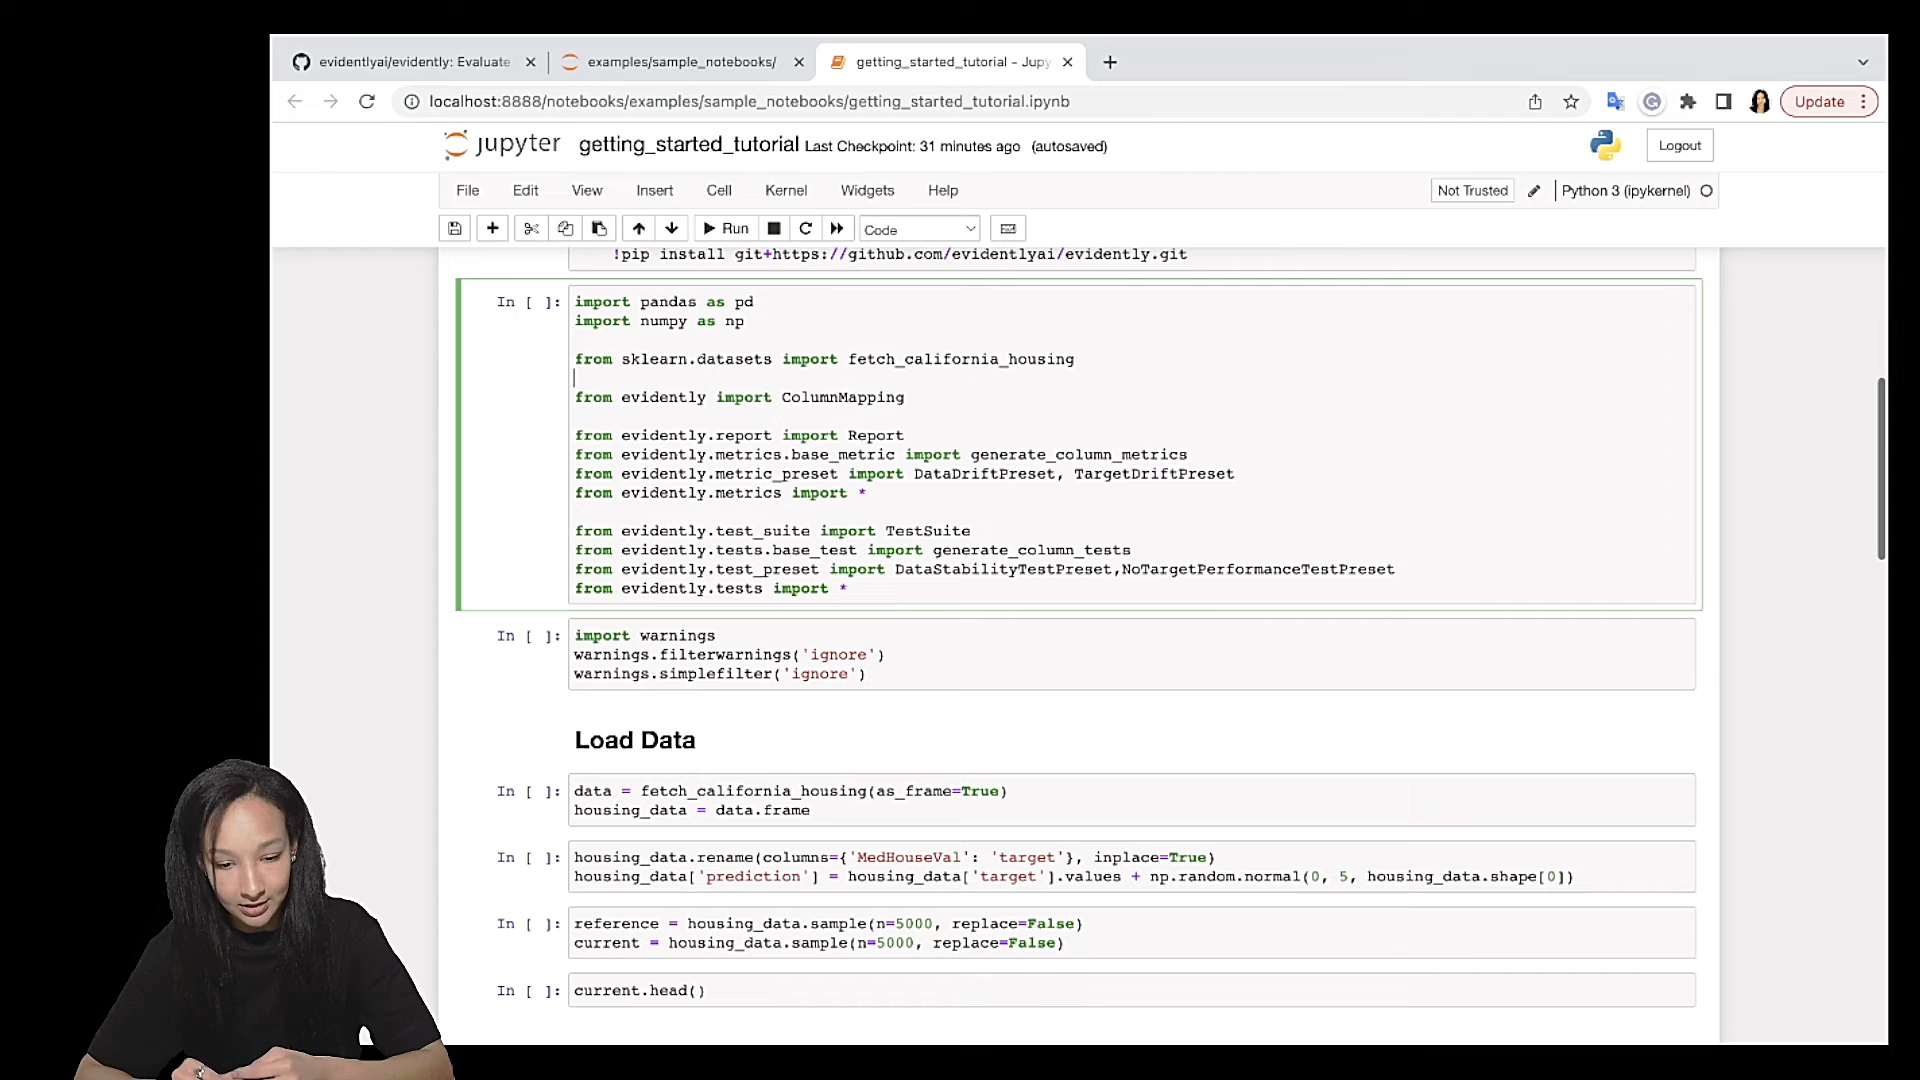 evidentlyai/evidently: Evaluate
examples/sample_notebooks/
getting_started_tutorial - Jupy
localhost:8888/notebooks/examples/sample_notebooks/getting_started_tutorial.ipynb
Update
jupyter getting_started_tutorial Last Checkpoint: 31 minutes ago (autosaved)
Logout
File Edit View Insert Cell Kernel Widgets Help
Not Trusted
Python 3 (ipykernel)
Run
Code
!pip install git+https://github.com/evidentlyai/evidently.git
In [ ]: import pandas as pd
import numpy as np
from sklearn.datasets import fetch_california_housing
from evidently import ColumnMapping
from evidently.report import Report
from evidently.metrics.base_metric import generate_column_metrics
from evidently.metric_preset import DataDriftPreset, TargetDriftPreset
from evidently.metrics import *
from evidently.test_suite import TestSuite
from evidently.tests.base_test import generate_column_tests
from evidently.test_preset import DataStabilityTestPreset,NoTargetPerformanceTestPreset
from evidently.tests import *
In [ ]: import warnings
warnings.filterwarnings('ignore')
warnings.simplefilter('ignore')
Load Data
In [ ]: data = fetch_california_housing(as_frame=True)
housing_data = data.frame
In [ ]: housing_data.rename(columns={'MedHouseVal': 'target'}, inplace=True)
housing_data['prediction'] = housing_data['target'].values + np.random.normal(0, 5, housing_data.shape[0])
In [ ]: reference = housing_data.sample(n=5000, replace=False)
current = housing_data.sample(n=5000, replace=False)
In [ ]: current.head()